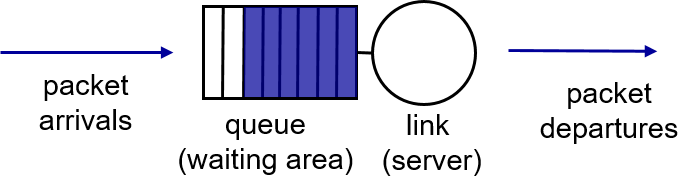 packet
arrivals
queue
(waiting area)
link
(server)
packet
departures